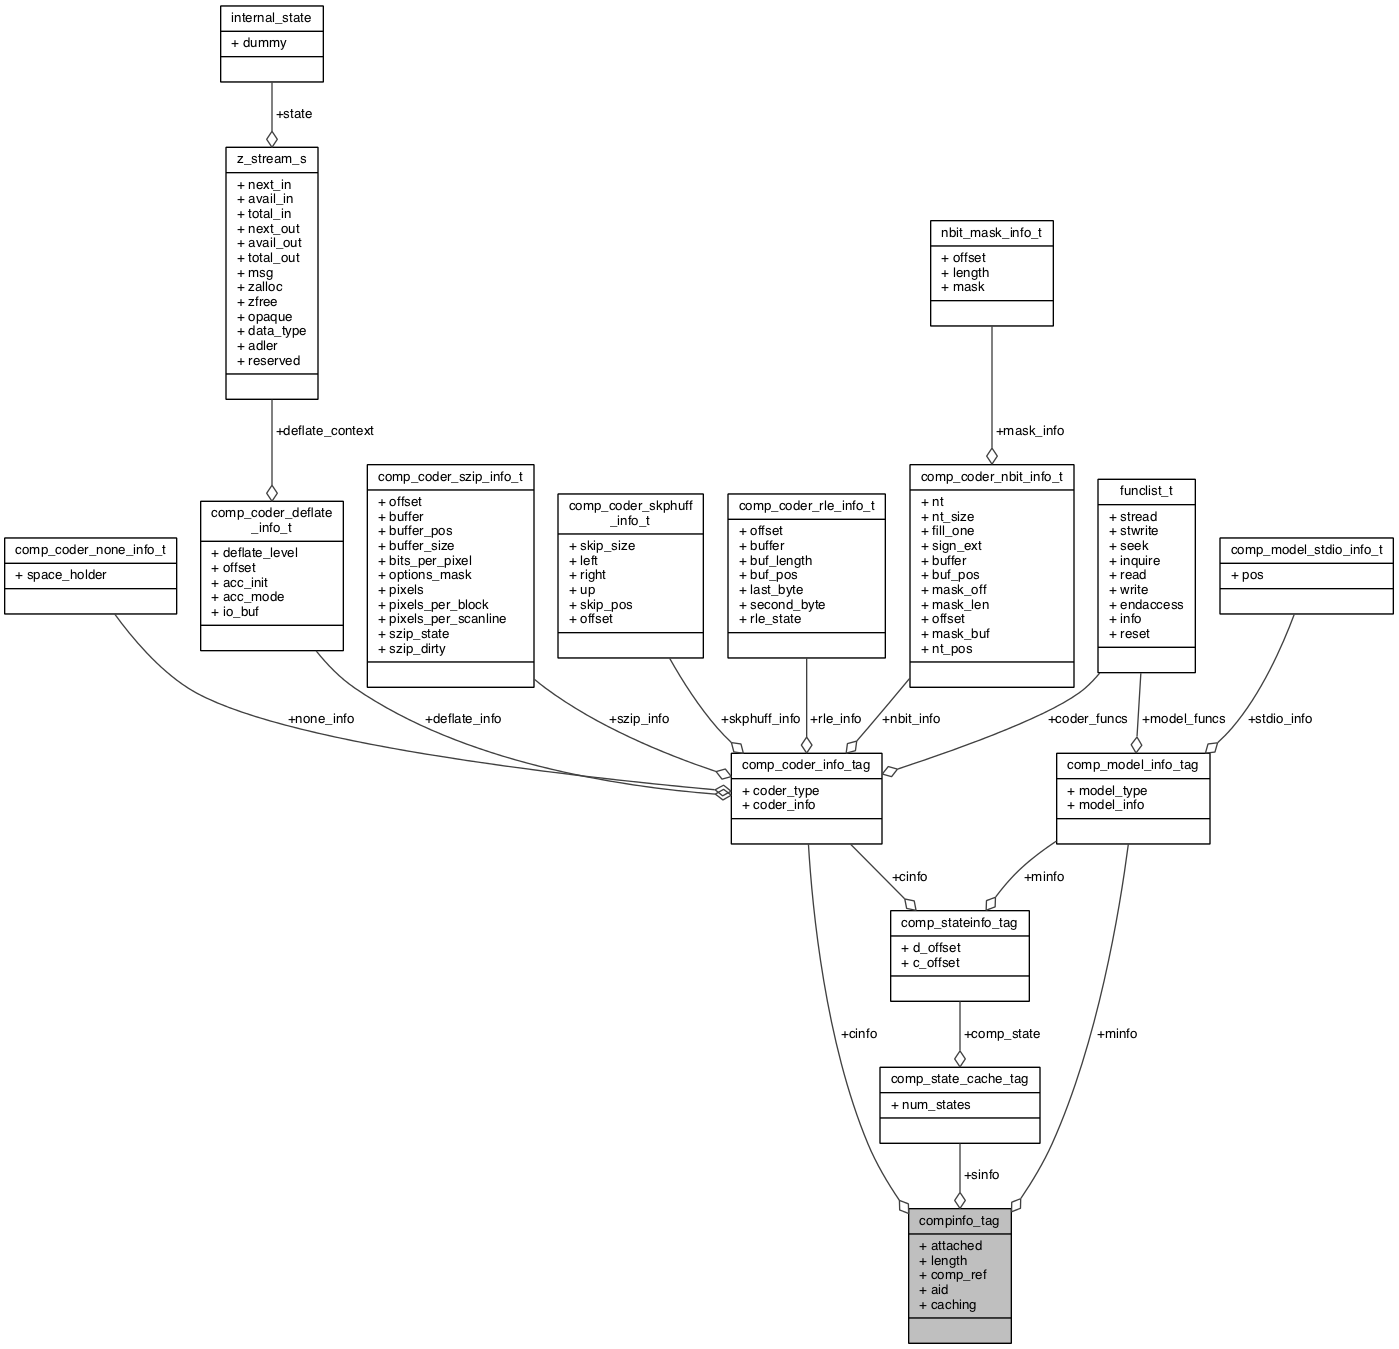 internal_state
+ dummy
+state
z_stream_s
+ next_in
+ avail_in
+ total_in
+ next_out
+ avail_out
+ total_out
+ msg
+ zalloc
+ zfree
+ opaque
+ data_type
+ adler
+ reserved
nbit_mask_info_t
+ offset
+ length
+ mask
+deflate_context
+mask_info
comp_coder_none_info_t
+ space_holder
comp_coder_deflate
_info_t
+ deflate_level
+ offset
+ acc_init
+ acc_mode
+ io_buf
comp_coder_szip_info_t
+ offset
+ buffer
+ buffer_pos
+ buffer_size
+ bits_per_pixel
+ options_mask
+ pixels
+ pixels_per_block
+ pixels_per_scanline
+ szip_state
+ szip_dirty
comp_coder_skphuff
_info_t
+ skip_size
+ left
+ right
+ up
+ skip_pos
+ offset
comp_coder_rle_info_t
+ offset
+ buffer
+ buf_length
+ buf_pos
+ last_byte
+ second_byte
+ rle_state
comp_coder_nbit_info_t
+ nt
+ nt_size
+ fill_one
+ sign_ext
+ buffer
+ buf_pos
+ mask_off
+ mask_len
+ offset
+ mask_buf
+ nt_pos
funclist_t
+ stread
+ stwrite
+ seek
+ inquire
+ read
+ write
+ endaccess
+ info
+ reset
comp_model_stdio_info_t
+ pos
+none_info
+deflate_info
+szip_info
+skphuff_info
+rle_info
+nbit_info
+coder_funcs
+model_funcs
+stdio_info
comp_coder_info_tag
+ coder_type
+ coder_info
comp_model_info_tag
+ model_type
+ model_info
+cinfo
+minfo
comp_stateinfo_tag
+ d_offset
+ c_offset
+cinfo
+comp_state
+minfo
comp_state_cache_tag
+ num_states
+sinfo
compinfo_tag
+ attached
+ length
+ comp_ref
+ aid
+ caching